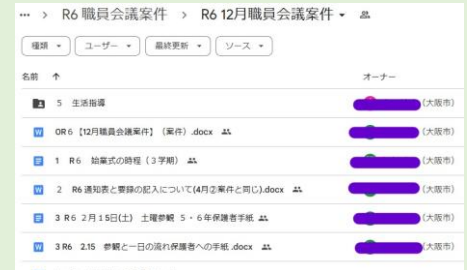 … > R6 職員会議案件 > R6 12月職員会議案件
種類 ユーザー 最終更新 ソース
名前 ↑ オーナー
5 生活指導 (大阪市)
0R6【12月職員会議案件】(案件).docx (大阪市)
1 R6 始業式の時程(3学期) (大阪市)
2 R6 通知表と要録の記入について(4月②案件と同じ).docx (大阪市)
3 R6 2月15日(土) 土曜参観 5・6年保護者手紙 (大阪市)
3 R6 2.15 参観と一日の流れ保護者への手紙.docx (大阪市)